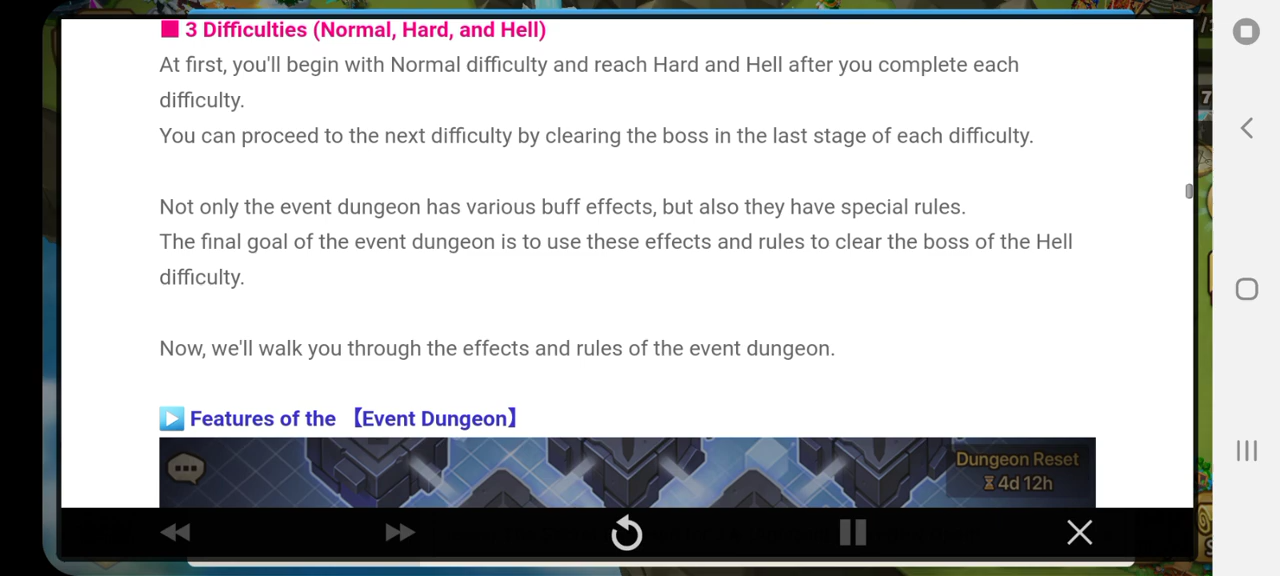 3 Difficulties (Normal, Hard, and Hell)
At first, you'll begin with Normal difficulty and reach Hard and Hell after you complete each
difficulty.
You can proceed to the next difficulty by clearing the boss in the last stage of each difficulty.
Not only the event dungeon has various buff effects, but also they have special rules.
The final goal of the event dungeon is to use these effects and rules to clear the boss of the Hell
difficulty.
Now, we'll walk you through the effects and rules of the event dungeon.
Features of the 【Event Dungeon】
Dungeon Reset
4d 12h